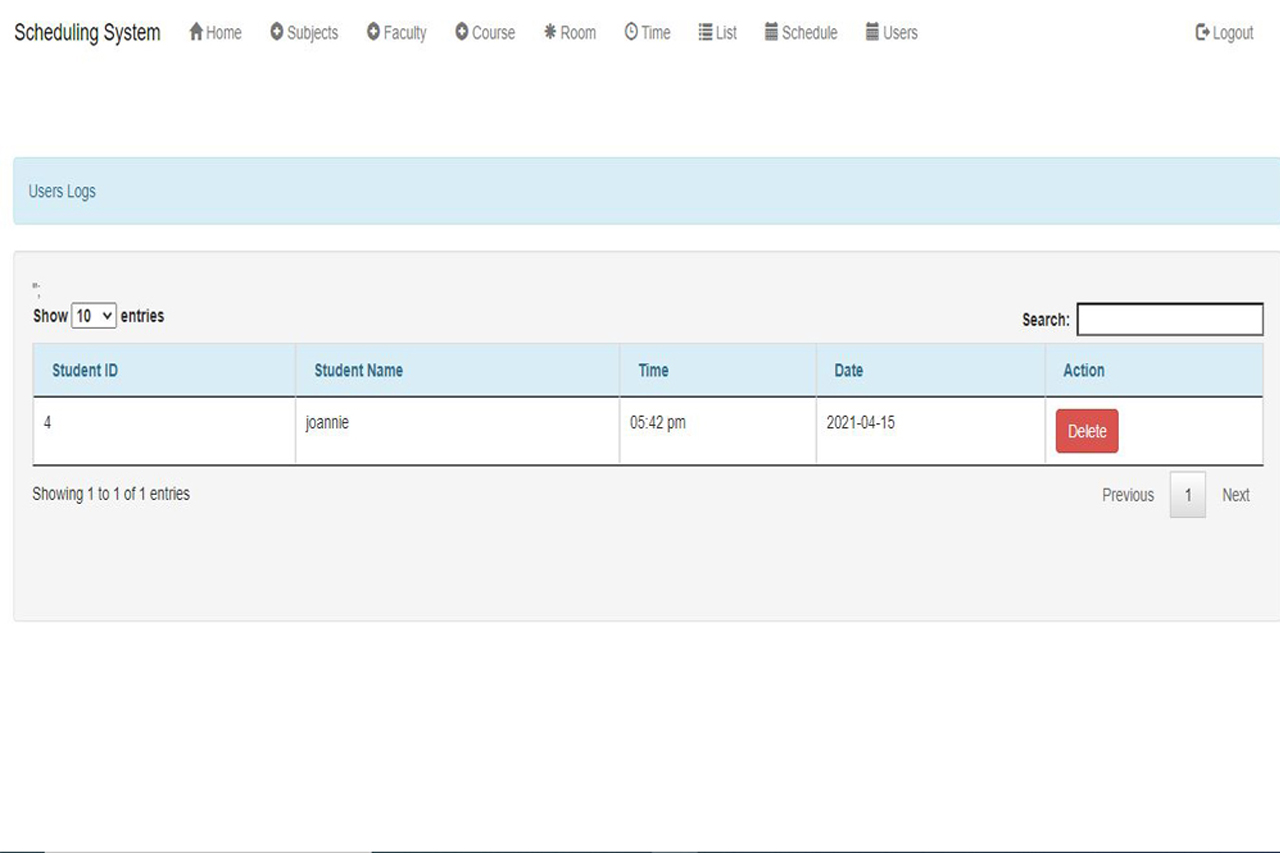 Scheduling System Home Subjects Faculty Course Room Time List Schedule Users Logout
Users Logs
";
Show 10 entries Search:
Student ID Student Name Time Date Action
4 joannie 05:42 pm 2021-04-15 Delete
Showing 1 to 1 of 1 entries Previous 1 Next